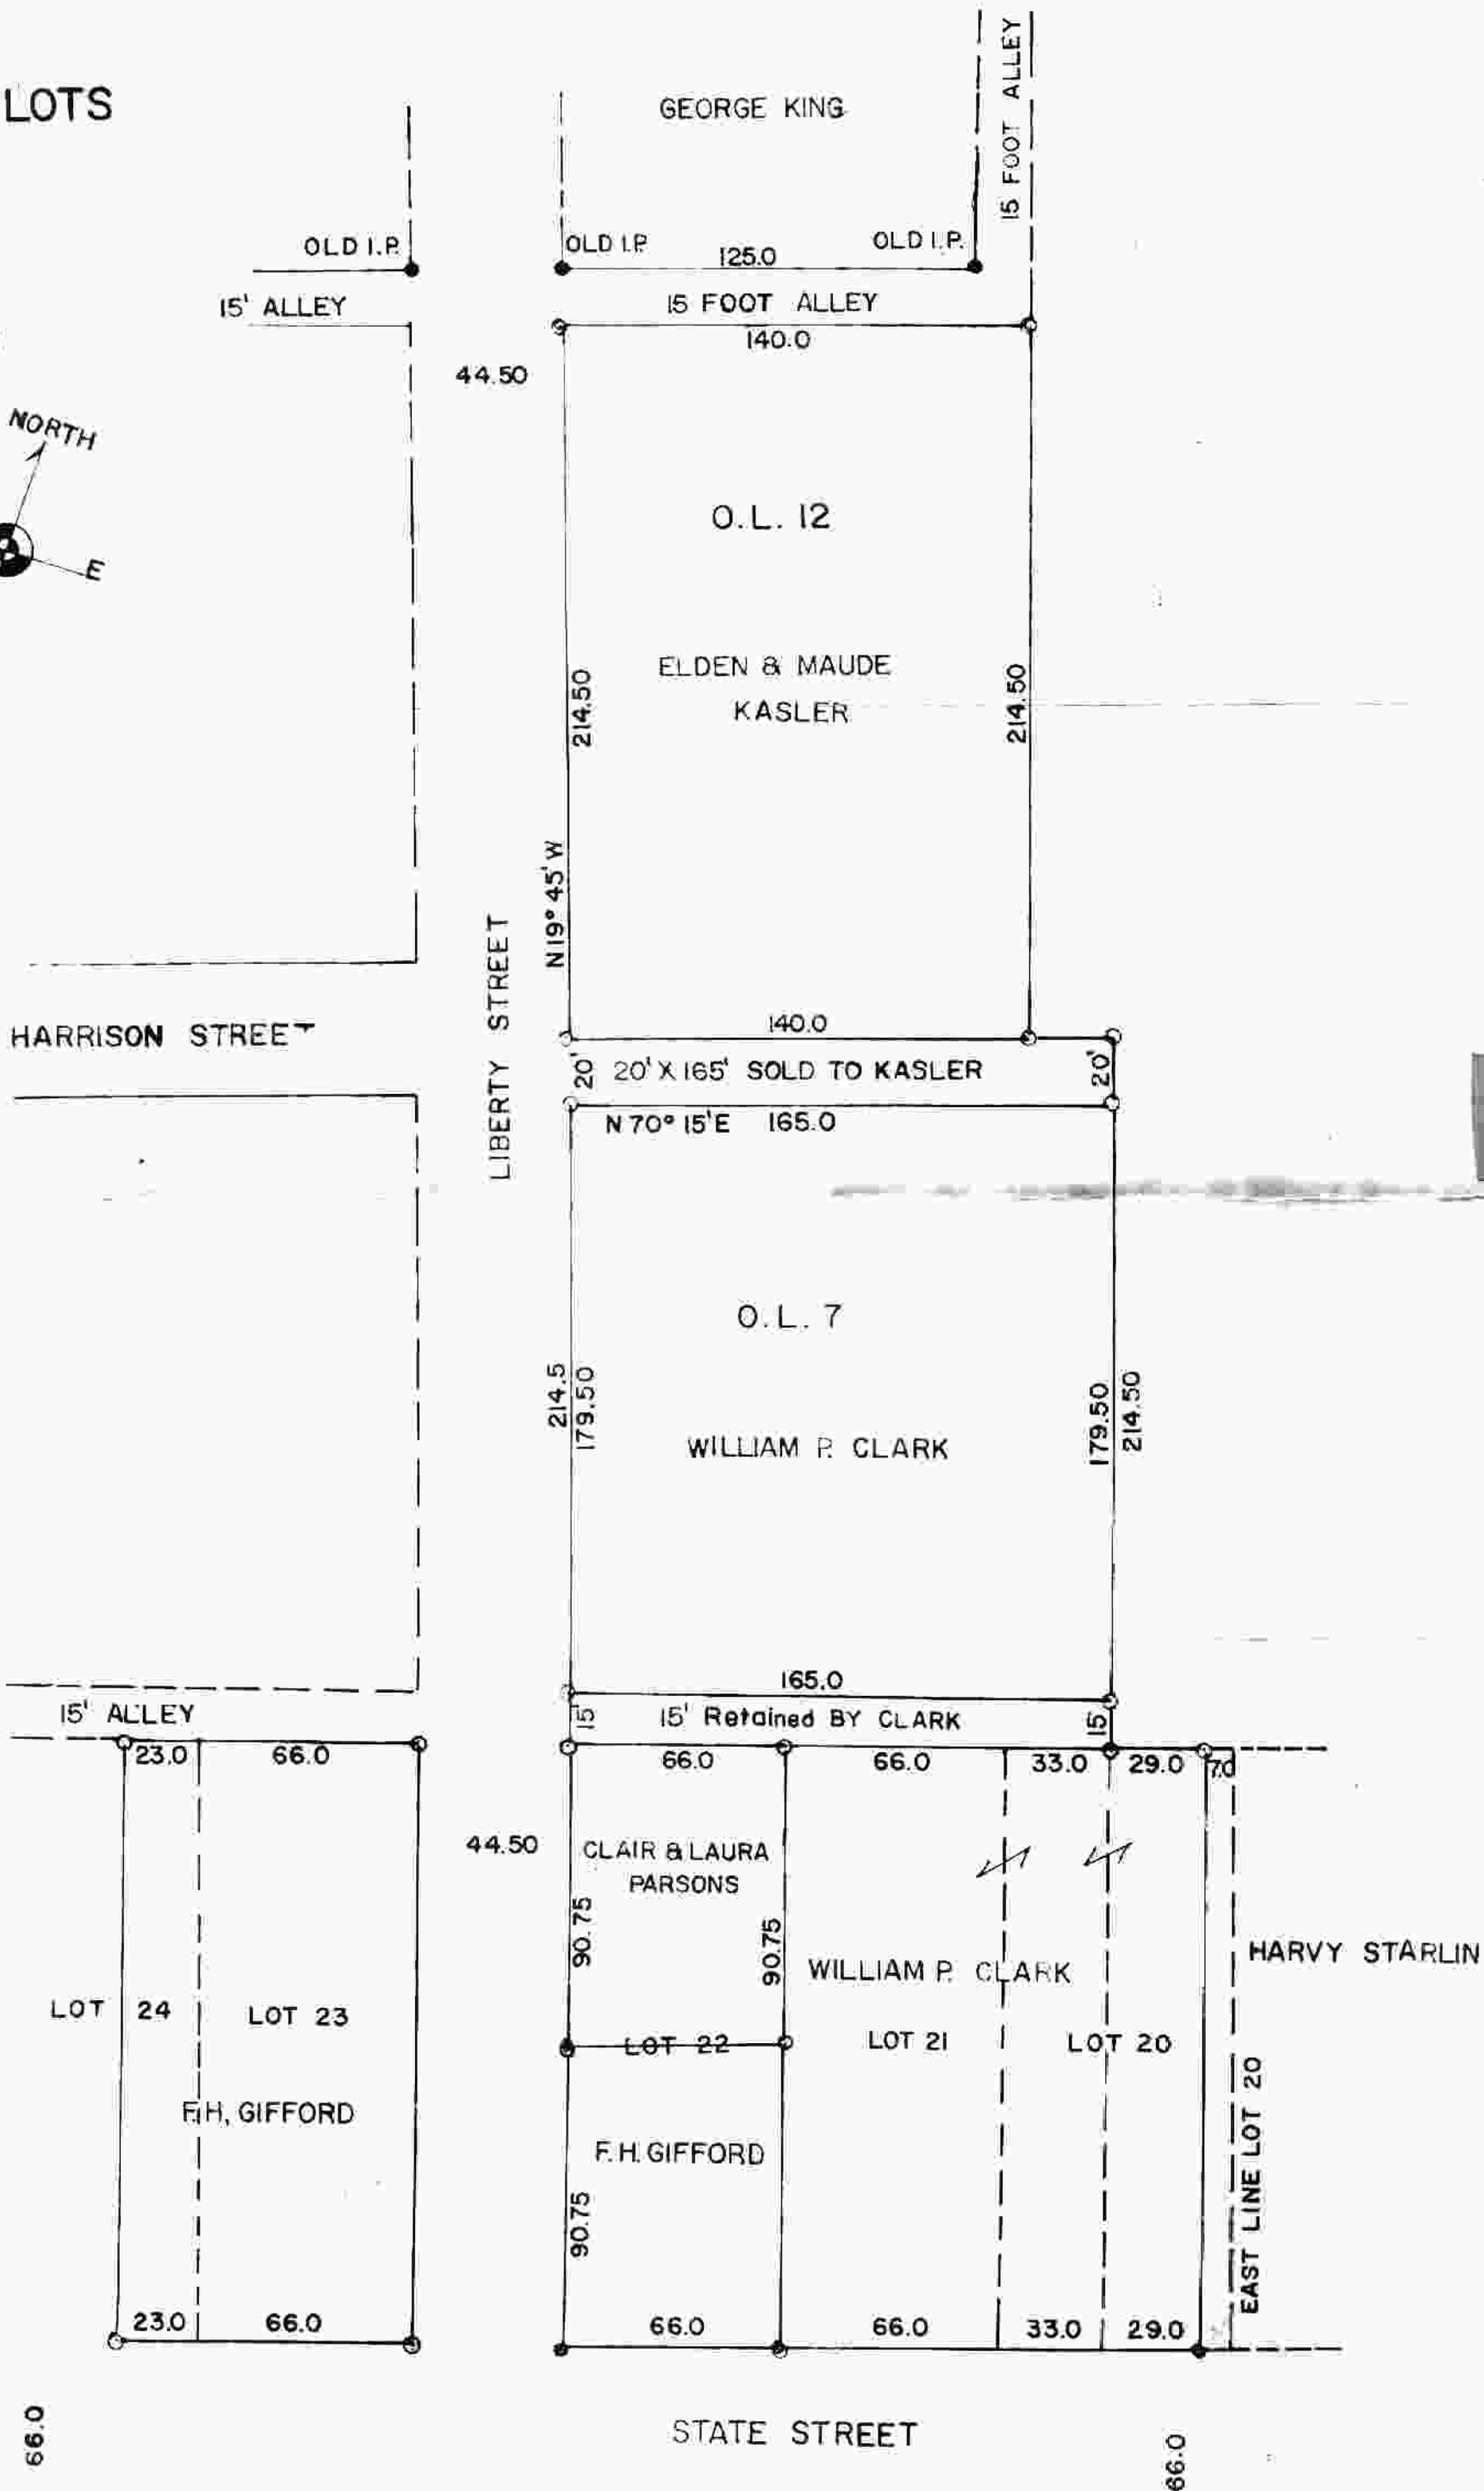 LOTS
GEORGE KING
15 FOOT ALLEY
OLD I.P.
OLD I.P.
125.0
OLD I.P.
15' ALLEY
15 FOOT ALLEY
140.0
44.50
NORTH
E
O.L. 12
ELDEN & MAUDE
KASLER
214.50
214.50
N 19° 45' W
LIBERTY STREET
HARRISON STREET
140.0
20'
20' X 165' SOLD TO KASLER
20'
N 70° 15' E 165.0
O.L. 7
214.5
179.50
179.50
214.50
WILLIAM P. CLARK
165.0
15' ALLEY
15'
15' Retained BY CLARK
15'
23.0
66.0
66.0
66.0
33.0
29.0
7.0
44.50
CLAIR & LAURA
PARSONS
90.75
90.75
WILLIAM P. CLARK
HARVY STARLIN
LOT 24
LOT 23
LOT 22
LOT 21
LOT 20
F.H. GIFFORD
F.H. GIFFORD
90.75
EAST LINE LOT 20
23.0
66.0
66.0
66.0
33.0
29.0
66.0
STATE STREET
66.0